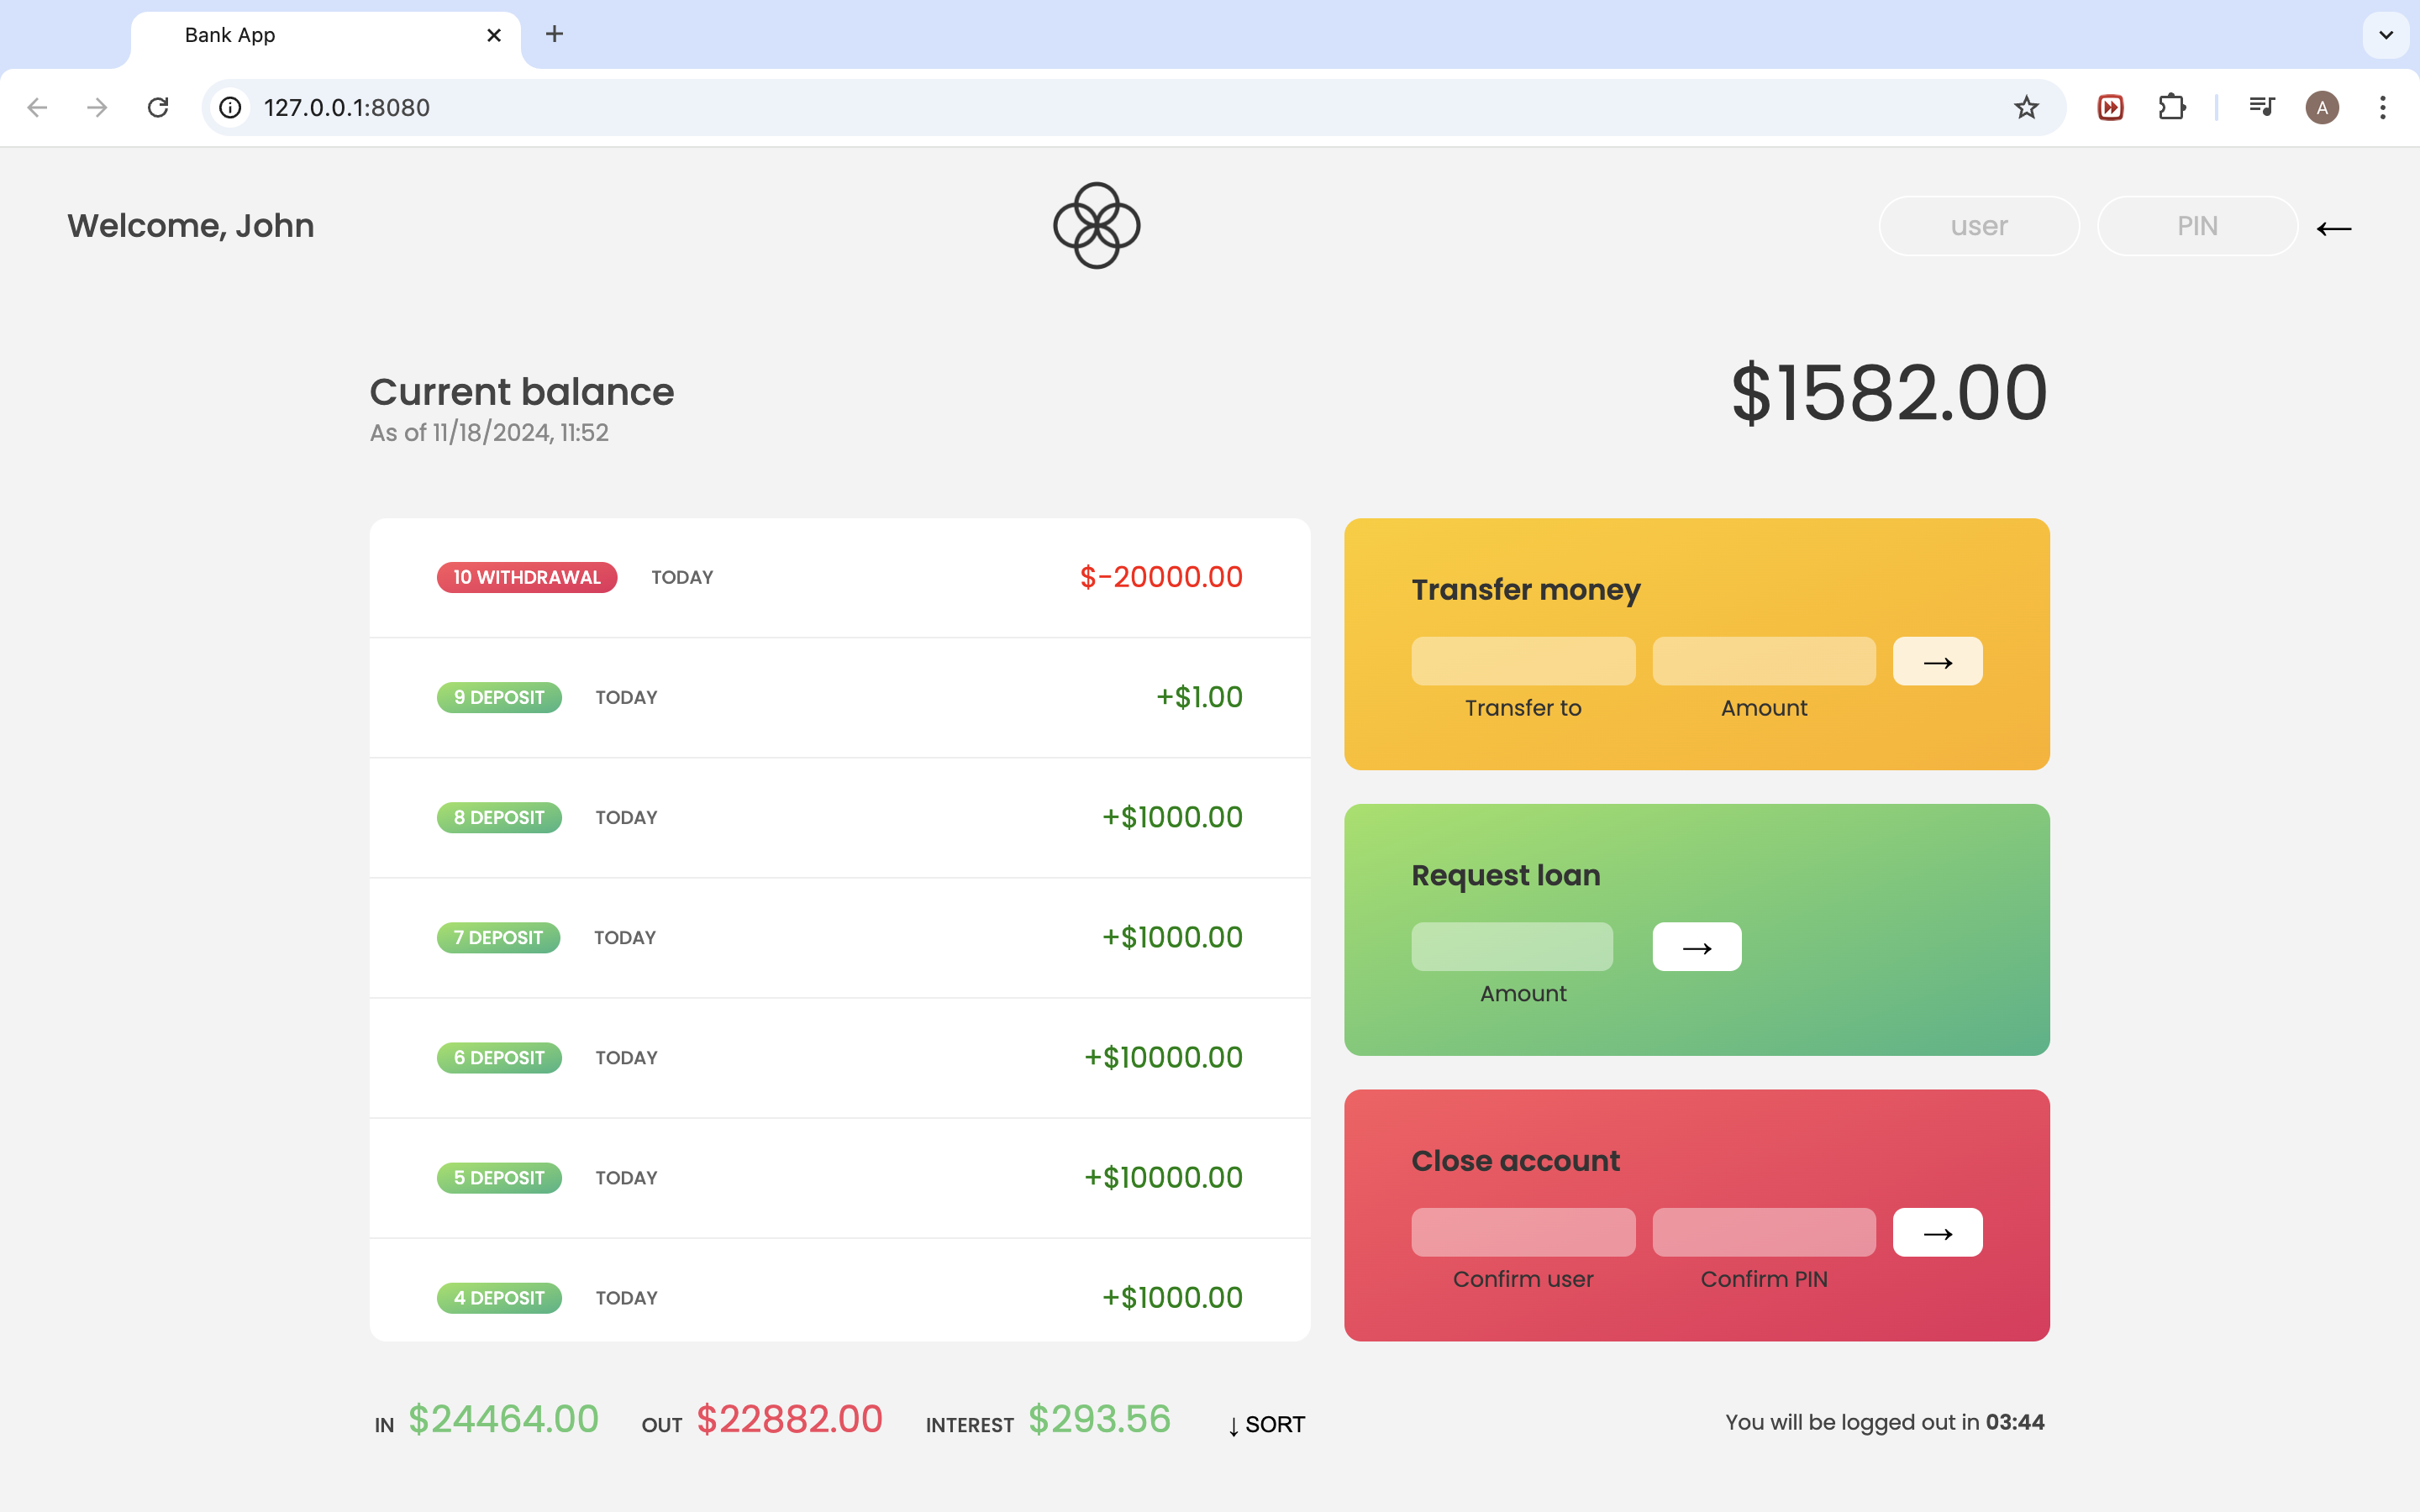 Bank App
127.0.0.1:8080
A
Welcome, John
user
PIN
←
Current balance
As of 11/18/2024, 11:52
$1582.00
10 WITHDRAWAL TODAY $-20000.00
9 DEPOSIT TODAY +$1.00
8 DEPOSIT TODAY +$1000.00
7 DEPOSIT TODAY +$1000.00
6 DEPOSIT TODAY +$10000.00
5 DEPOSIT TODAY +$10000.00
4 DEPOSIT TODAY +$1000.00
Transfer money
→
Transfer to Amount
Request loan
→
Amount
Close account
→
Confirm user Confirm PIN
IN $24464.00 OUT $22882.00 INTEREST $293.56 ↓ SORT
You will be logged out in 03:44